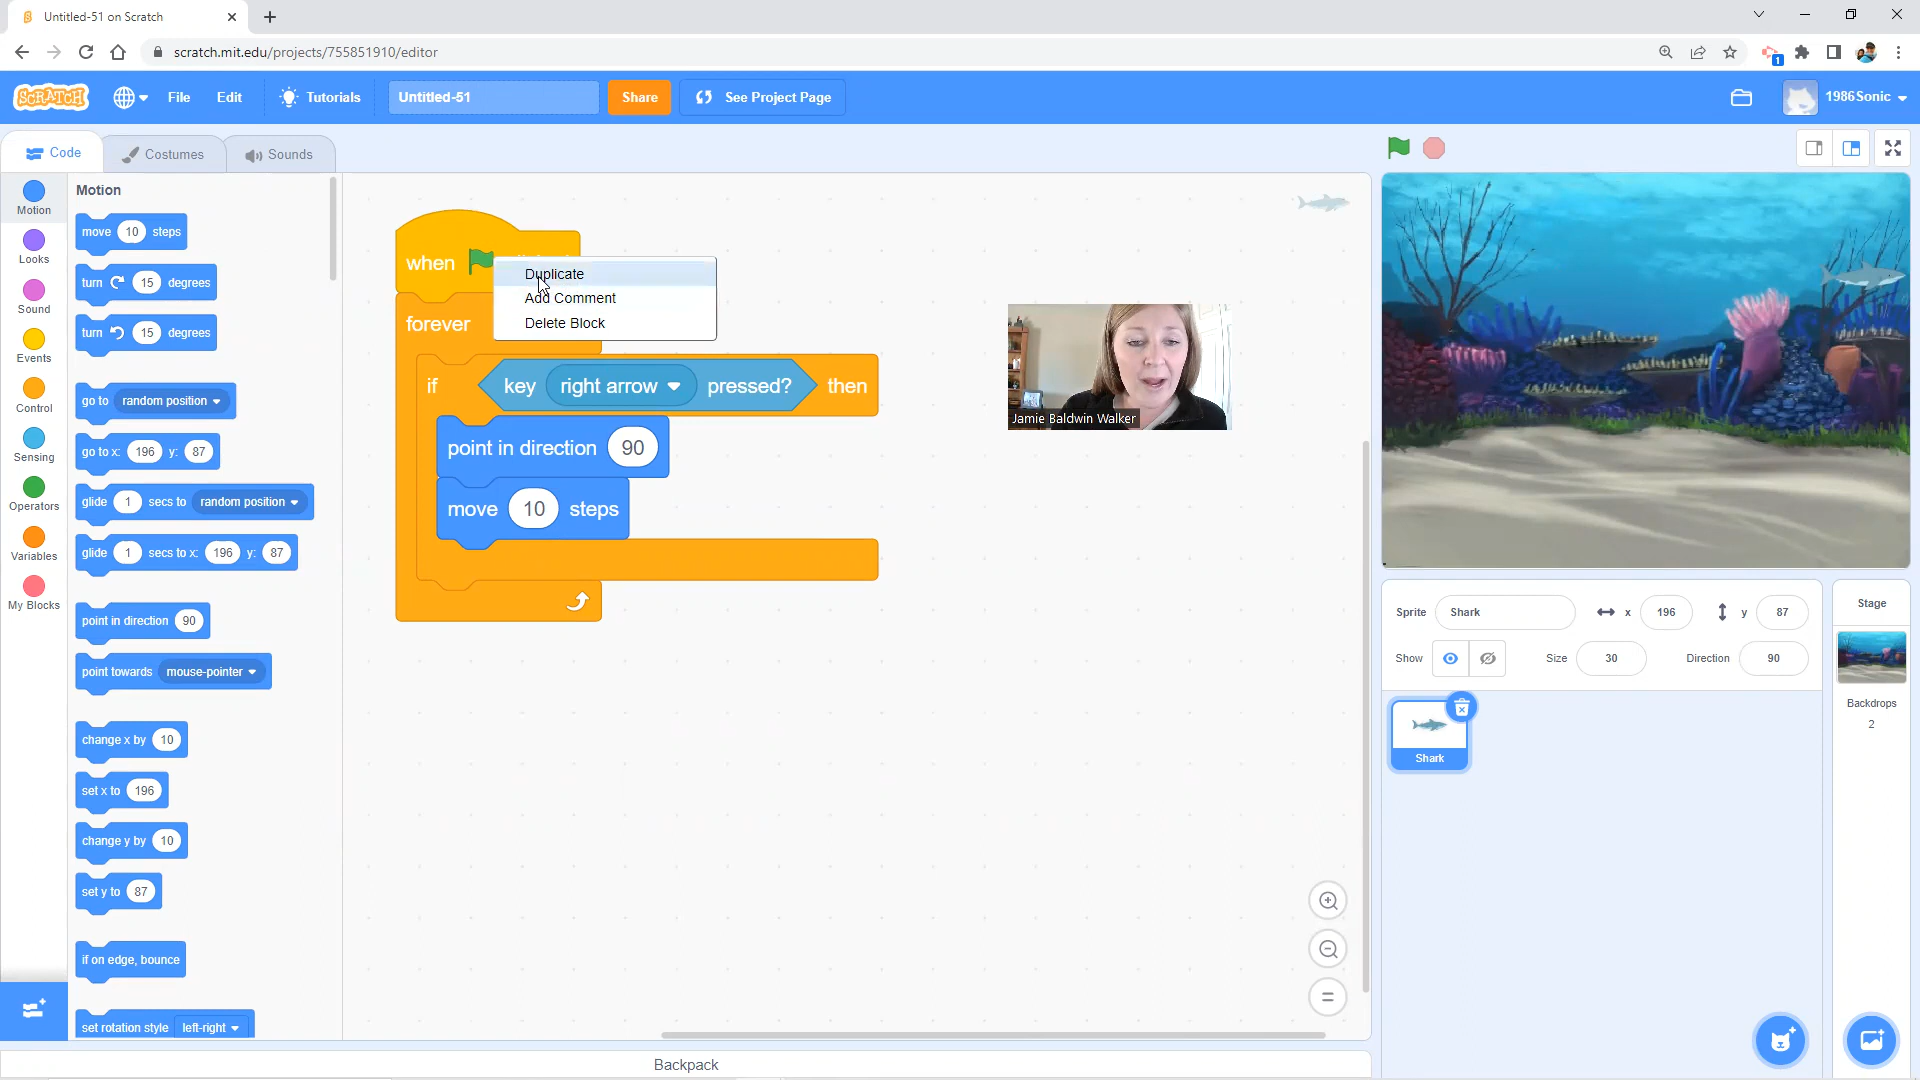 Untitled-51 on Scratch
scratch.mit.edu/projects/755851910/editor
1
SCRATCH
File
Edit
Tutorials
Untitled-51
Share
See Project Page
1986Sonic
Code
Costumes
Sounds
Motion
Looks
Sound
Events
Control
Sensing
Operators
Variables
My Blocks
Motion
move 10 steps
turn 15 degrees
turn 15 degrees
go to random position
go to x: 196 y: 87
glide 1 secs to random position
glide 1 secs to x: 196 y: 87
point in direction 90
point towards mouse-pointer
change x by 10
set x to 196
change y by 10
set y to 87
if on edge, bounce
set rotation style left-right
when
Duplicate
Add Comment
Delete Block
forever
if key right arrow pressed? then
point in direction 90
move 10 steps
Jamie Baldwin Walker
Sprite Shark x 196 y 87
Show Size 30 Direction 90
Shark
Stage
Backdrops
2
Backpack